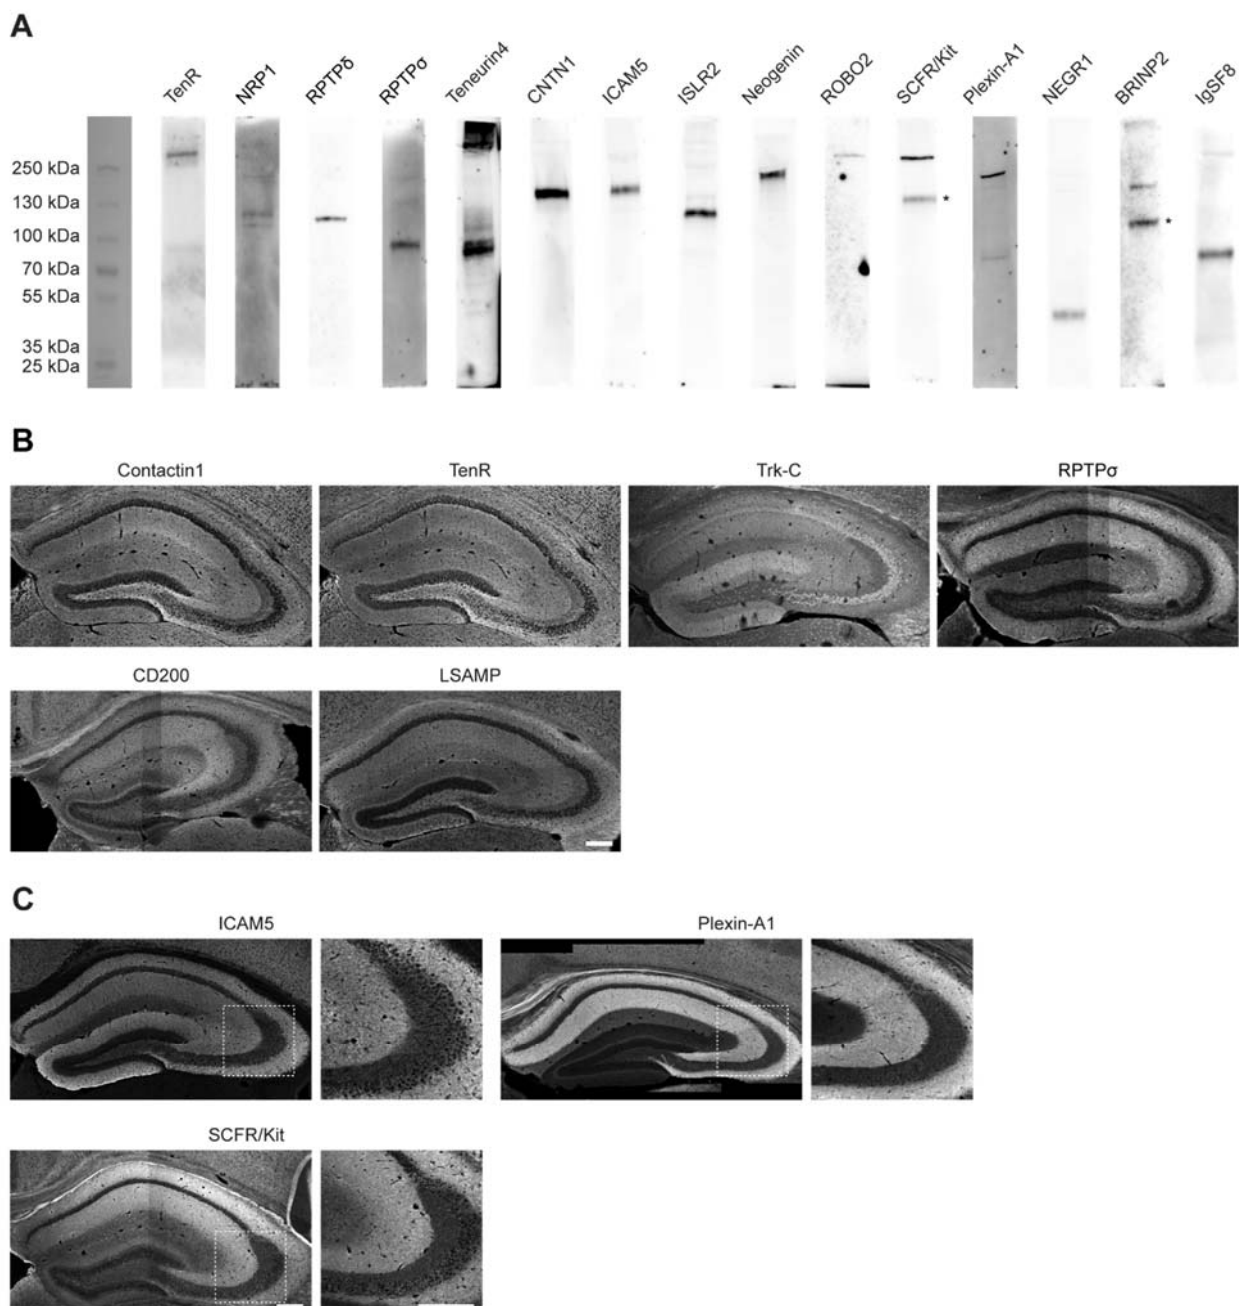 A
TenR NRP1 RPTPδ RPTPσ Teneurin4 CNTN1 ICAM5 ISLR2 Neogenin ROBO2 SCFR/Kit Plexin-A1 NEGR1 BRINP2 IgSF8
250 kDa
130 kDa
100 kDa
70 kDa
55 kDa
35 kDa
25 kDa
*
*
B
Contactin1 TenR Trk-C RPTPσ
CD200 LSAMP
C
ICAM5 Plexin-A1
SCFR/Kit